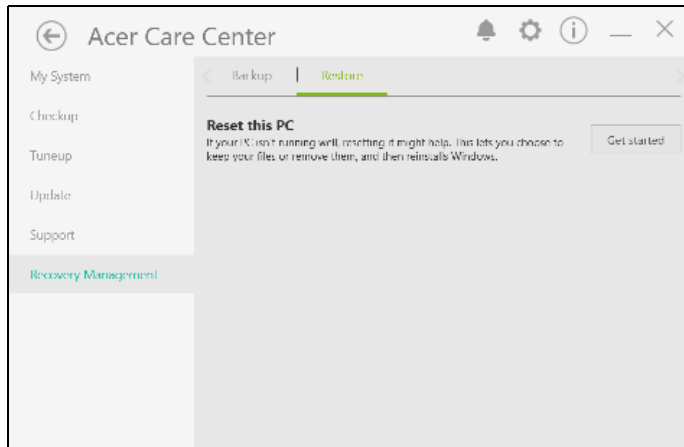 Acer Care Center
My System
Checkup
Tuneup
Update
Support
Recovery Management
Backup
Restore
Reset this PC
If your PC isn't running well, resetting it might help. This lets you choose to
keep your files or remove them, and then reinstalls Windows.
Get started